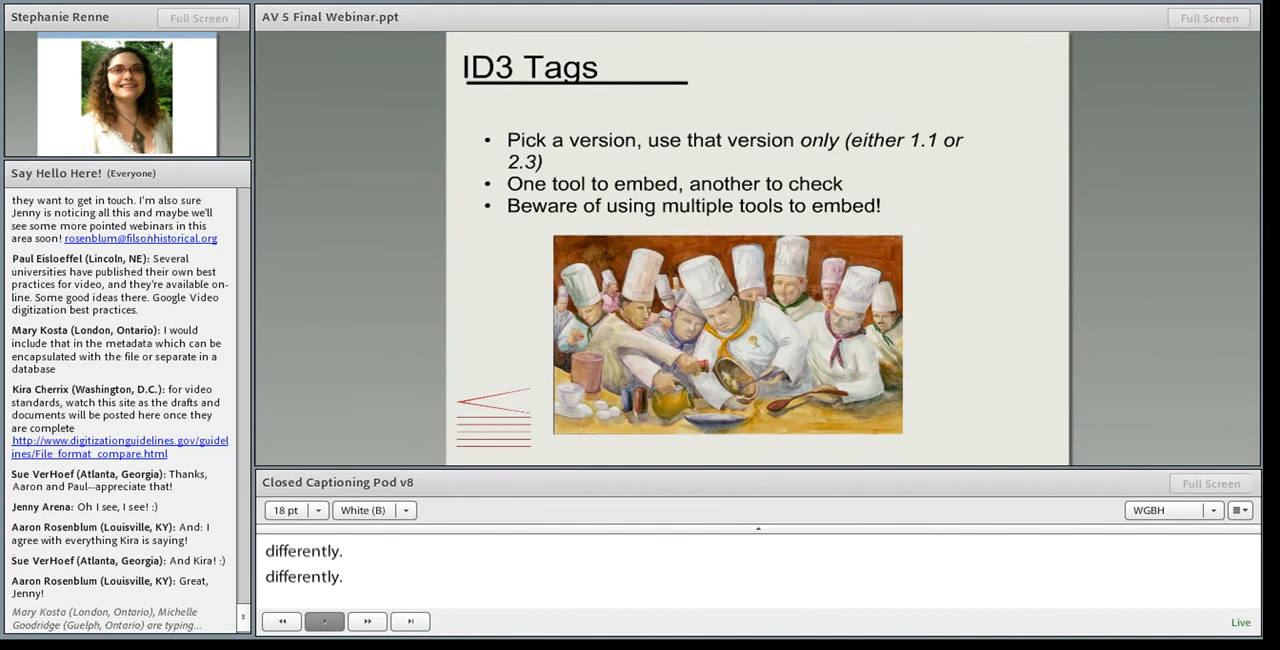 Stephanie Renne
Full Screen
Say Hello Here! (Everyone)
they want to get in touch. I'm also sure
Jenny is noticing all this and maybe we'll
see some more pointed webinars in this
area soon! rosenblum@filsonhistorical.org
Paul Eisloeffel (Lincoln, NE): Several
universities have published their own best
practices for video, and they're available on-
line. Some good ideas there. Google Video
digitization best practices.
Mary Kosta (London, Ontario): I would
include that in the metadata which can be
encapsulated with the file or separate in a
database
Kira Cherrix (Washington, D.C.): for video
standards, watch this site as the drafts and
documents will be posted here once they
are complete
http://www.digitizationguidelines.gov/guidel
ines/File_format_compare.html
Sue VerHoef (Atlanta, Georgia): Thanks,
Aaron and Paul--appreciate that!
Jenny Arena: Oh I see, I see! :)
Aaron Rosenblum (Louisville, KY): And: I
agree with everything Kira is saying!
Sue VerHoef (Atlanta, Georgia): And Kira! :)
Aaron Rosenblum (Louisville, KY): Great,
Jenny!
Mary Kosta (London, Ontario), Michelle
Goodridge (Guelph, Ontario) are typing...
AV 5 Final Webinar.ppt
Full Screen
ID3 Tags
• Pick a version, use that version only (either 1.1 or
2.3)
• One tool to embed, another to check
• Beware of using multiple tools to embed!
Closed Captioning Pod v8
Full Screen
18 pt
White (B)
WGBH
differently.
differently.
Live